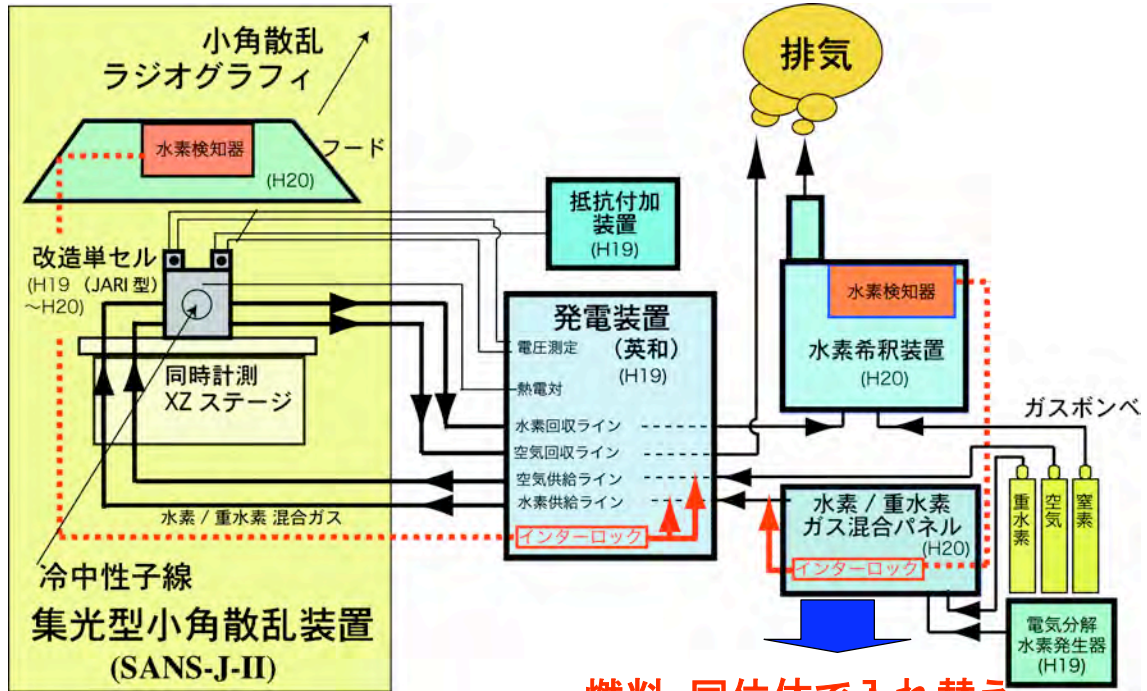 小角散乱
ラジオグラフィ
水素検知器
フード
(H20)
改造単セル
(H19 (JARI 型)
~H20)
同時計測
XZ ステージ
水素 / 重水素 混合ガス
冷中性子線
集光型小角散乱装置
(SANS-J-II)
抵抗付加
装置
(H19)
発電装置
(英和)
(H19)
電圧測定
熱電対
水素回収ライン
空気回収ライン
空気供給ライン
水素供給ライン
インターロック
排気
水素検知器
水素希釈装置
(H20)
ガスボンベ
重水素
空気
窒素
水素 / 重水素
ガス混合パネル
(H20)
インターロック
電気分解
水素発生器
(H19)